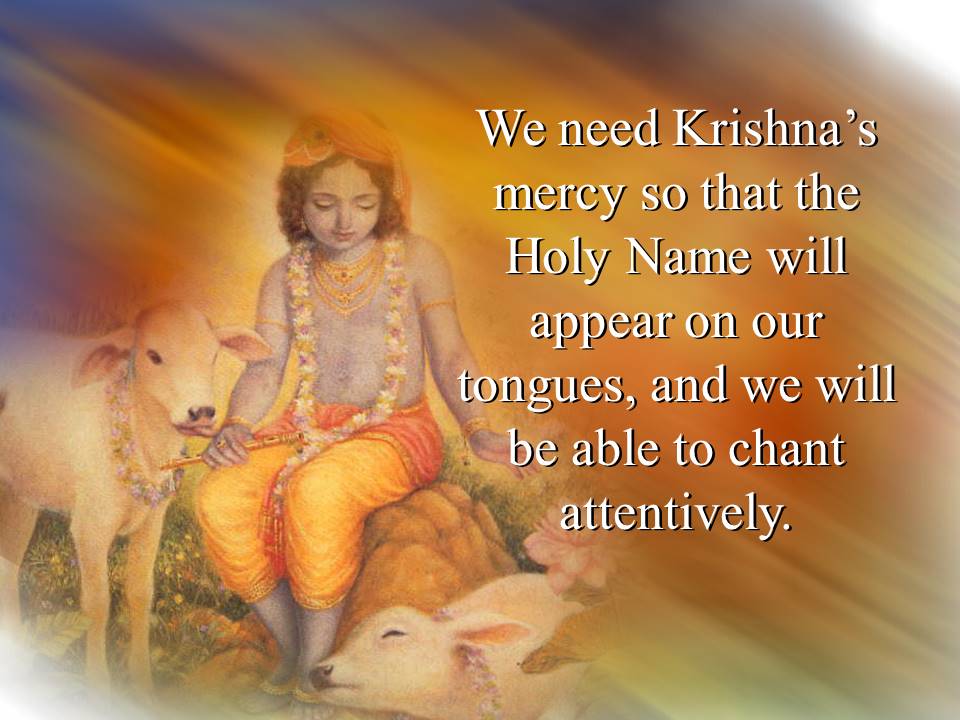 We need Krishna’s
mercy so that the
Holy Name will
appear on our
tongues, and we will
be able to chant
attentively.